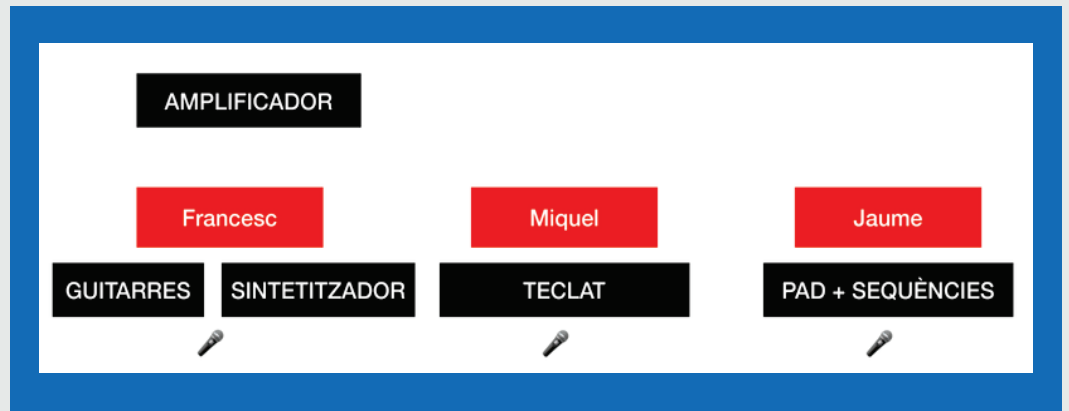 AMPLIFICADOR
Francesc
Miquel
Jaume
GUITARRES
SINTETITZADOR
TECLAT
PAD + SEQUÈNCIES